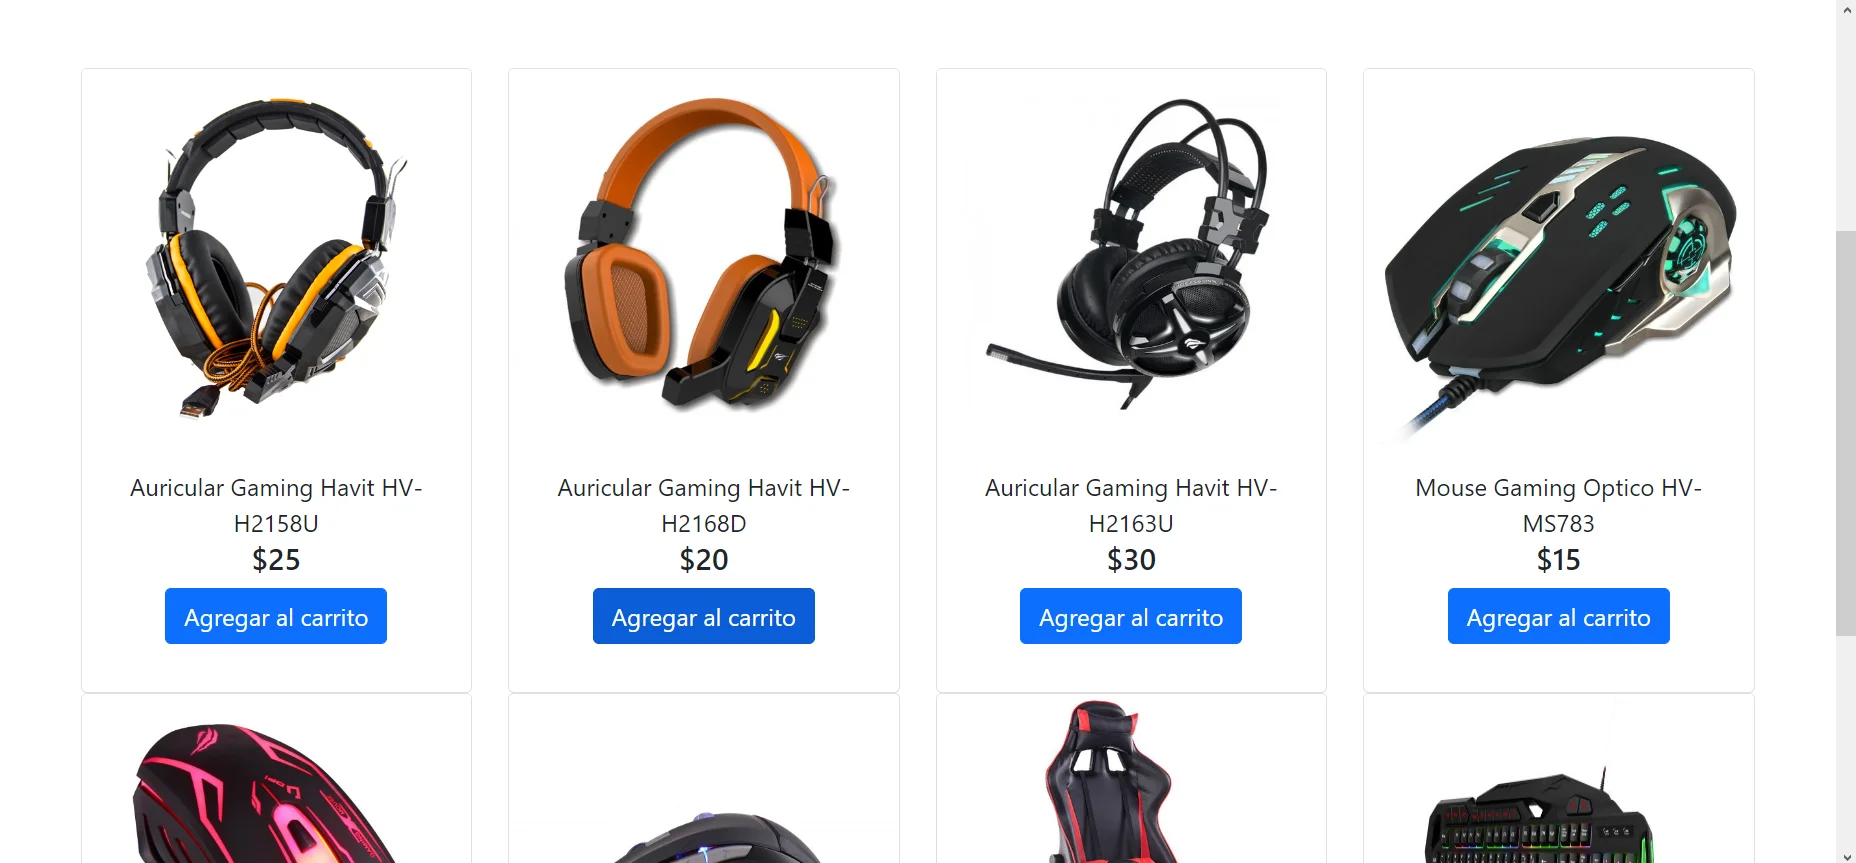 Auricular Gaming Havit HV-
H2158U
$25
Agregar al carrito
Auricular Gaming Havit HV-
H2168D
$20
Agregar al carrito
Auricular Gaming Havit HV-
H2163U
$30
Agregar al carrito
Mouse Gaming Optico HV-
MS783
$15
Agregar al carrito